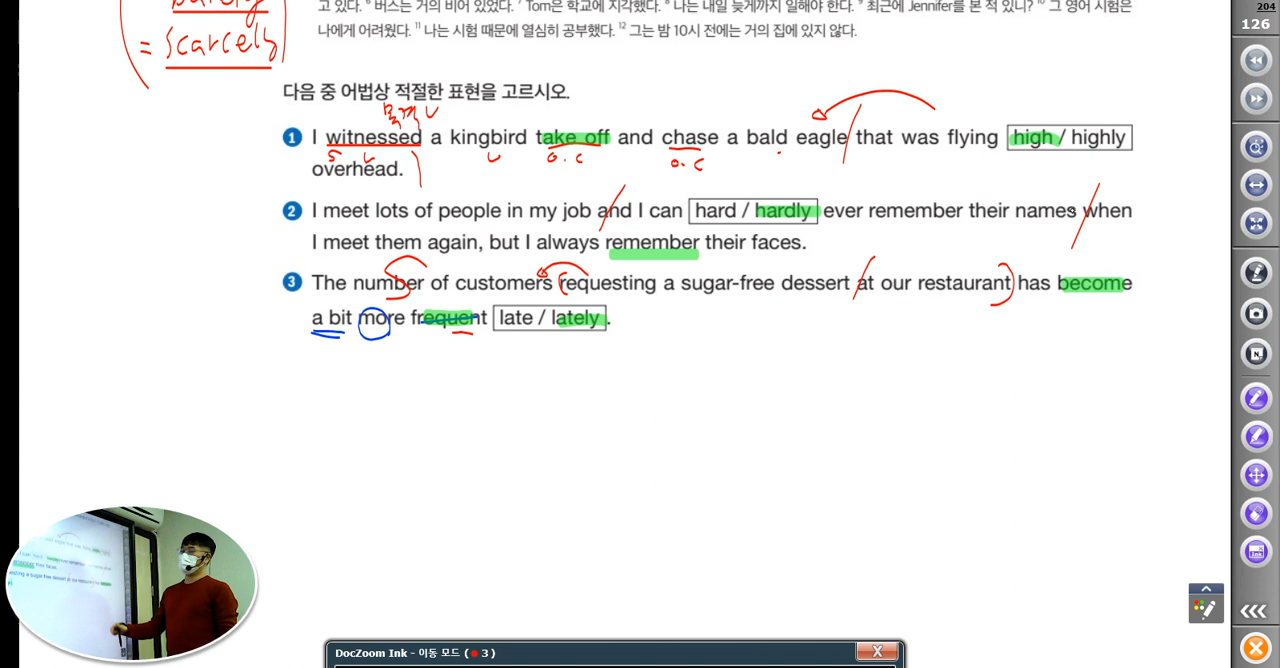 = scarcely
고 있다. 6 버스는 거의 비어 있었다. 7 Tom은 학교에 지각했다. 8 나는 내일 늦게까지 일해야 한다. 9 최근에 Jennifer를 본 적 있니? 10 그 영어 시험은
나에게 어려웠다. 11 나는 시험 때문에 열심히 공부했다. 12 그는 밤 10시 전에는 거의 집에 있지 않다.
다음 중 어법상 적절한 표현을 고르시오.
1 I witnessed a kingbird take off and chase a bald eagle that was flying high / highly
S V O.C O.C
overhead.
2 I meet lots of people in my job and I can hard / hardly ever remember their names when
I meet them again, but I always remember their faces.
3 The number of customers requesting a sugar-free dessert at our restaurant has become
a bit more frequent late / lately .
204
126
N
Ink
DocZoom Ink - 이동 모드 ( 3 )
X